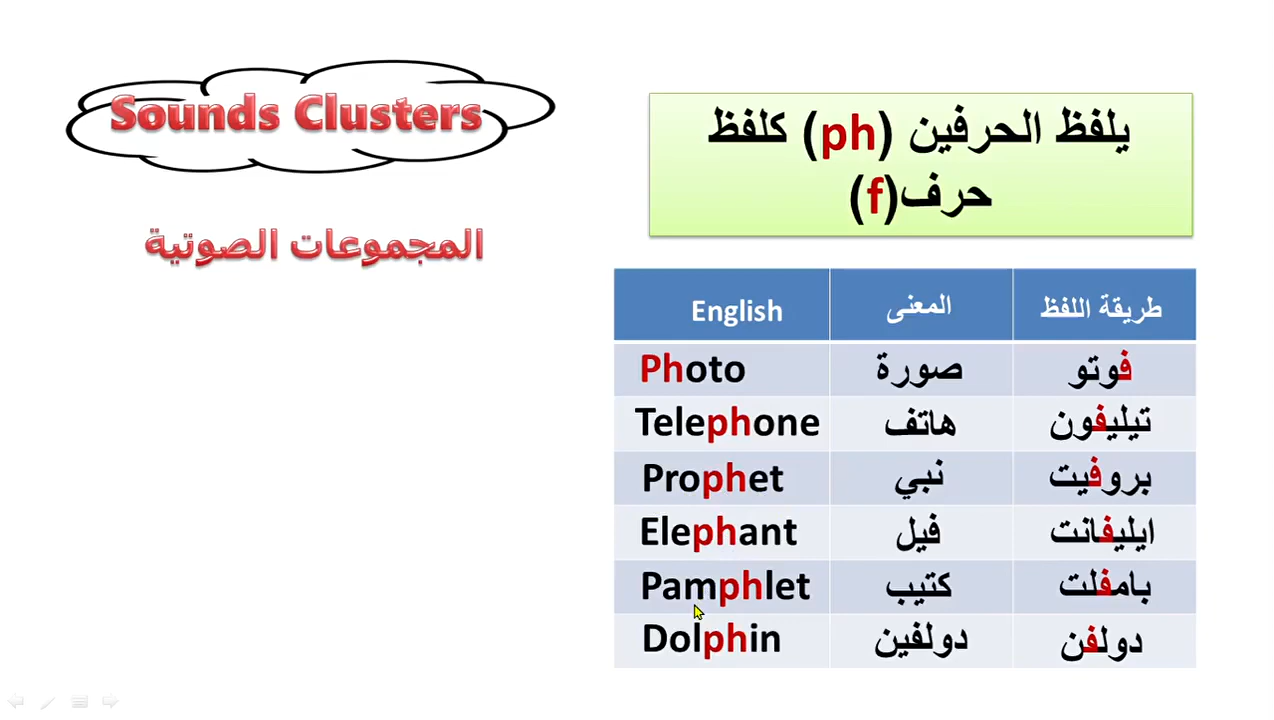 Sounds Clusters
المجموعات الصوتية
يلفظ الحرفين (ph) كلفظ
حرف(f)
English المعنى طريقة اللفظ
Photo صورة فوتو
Telephone هاتف تيليفون
Prophet نبي بروفيت
Elephant فيل ايليفانت
Pamphlet كتيب بامفلت
Dolphin دولفين دولفن